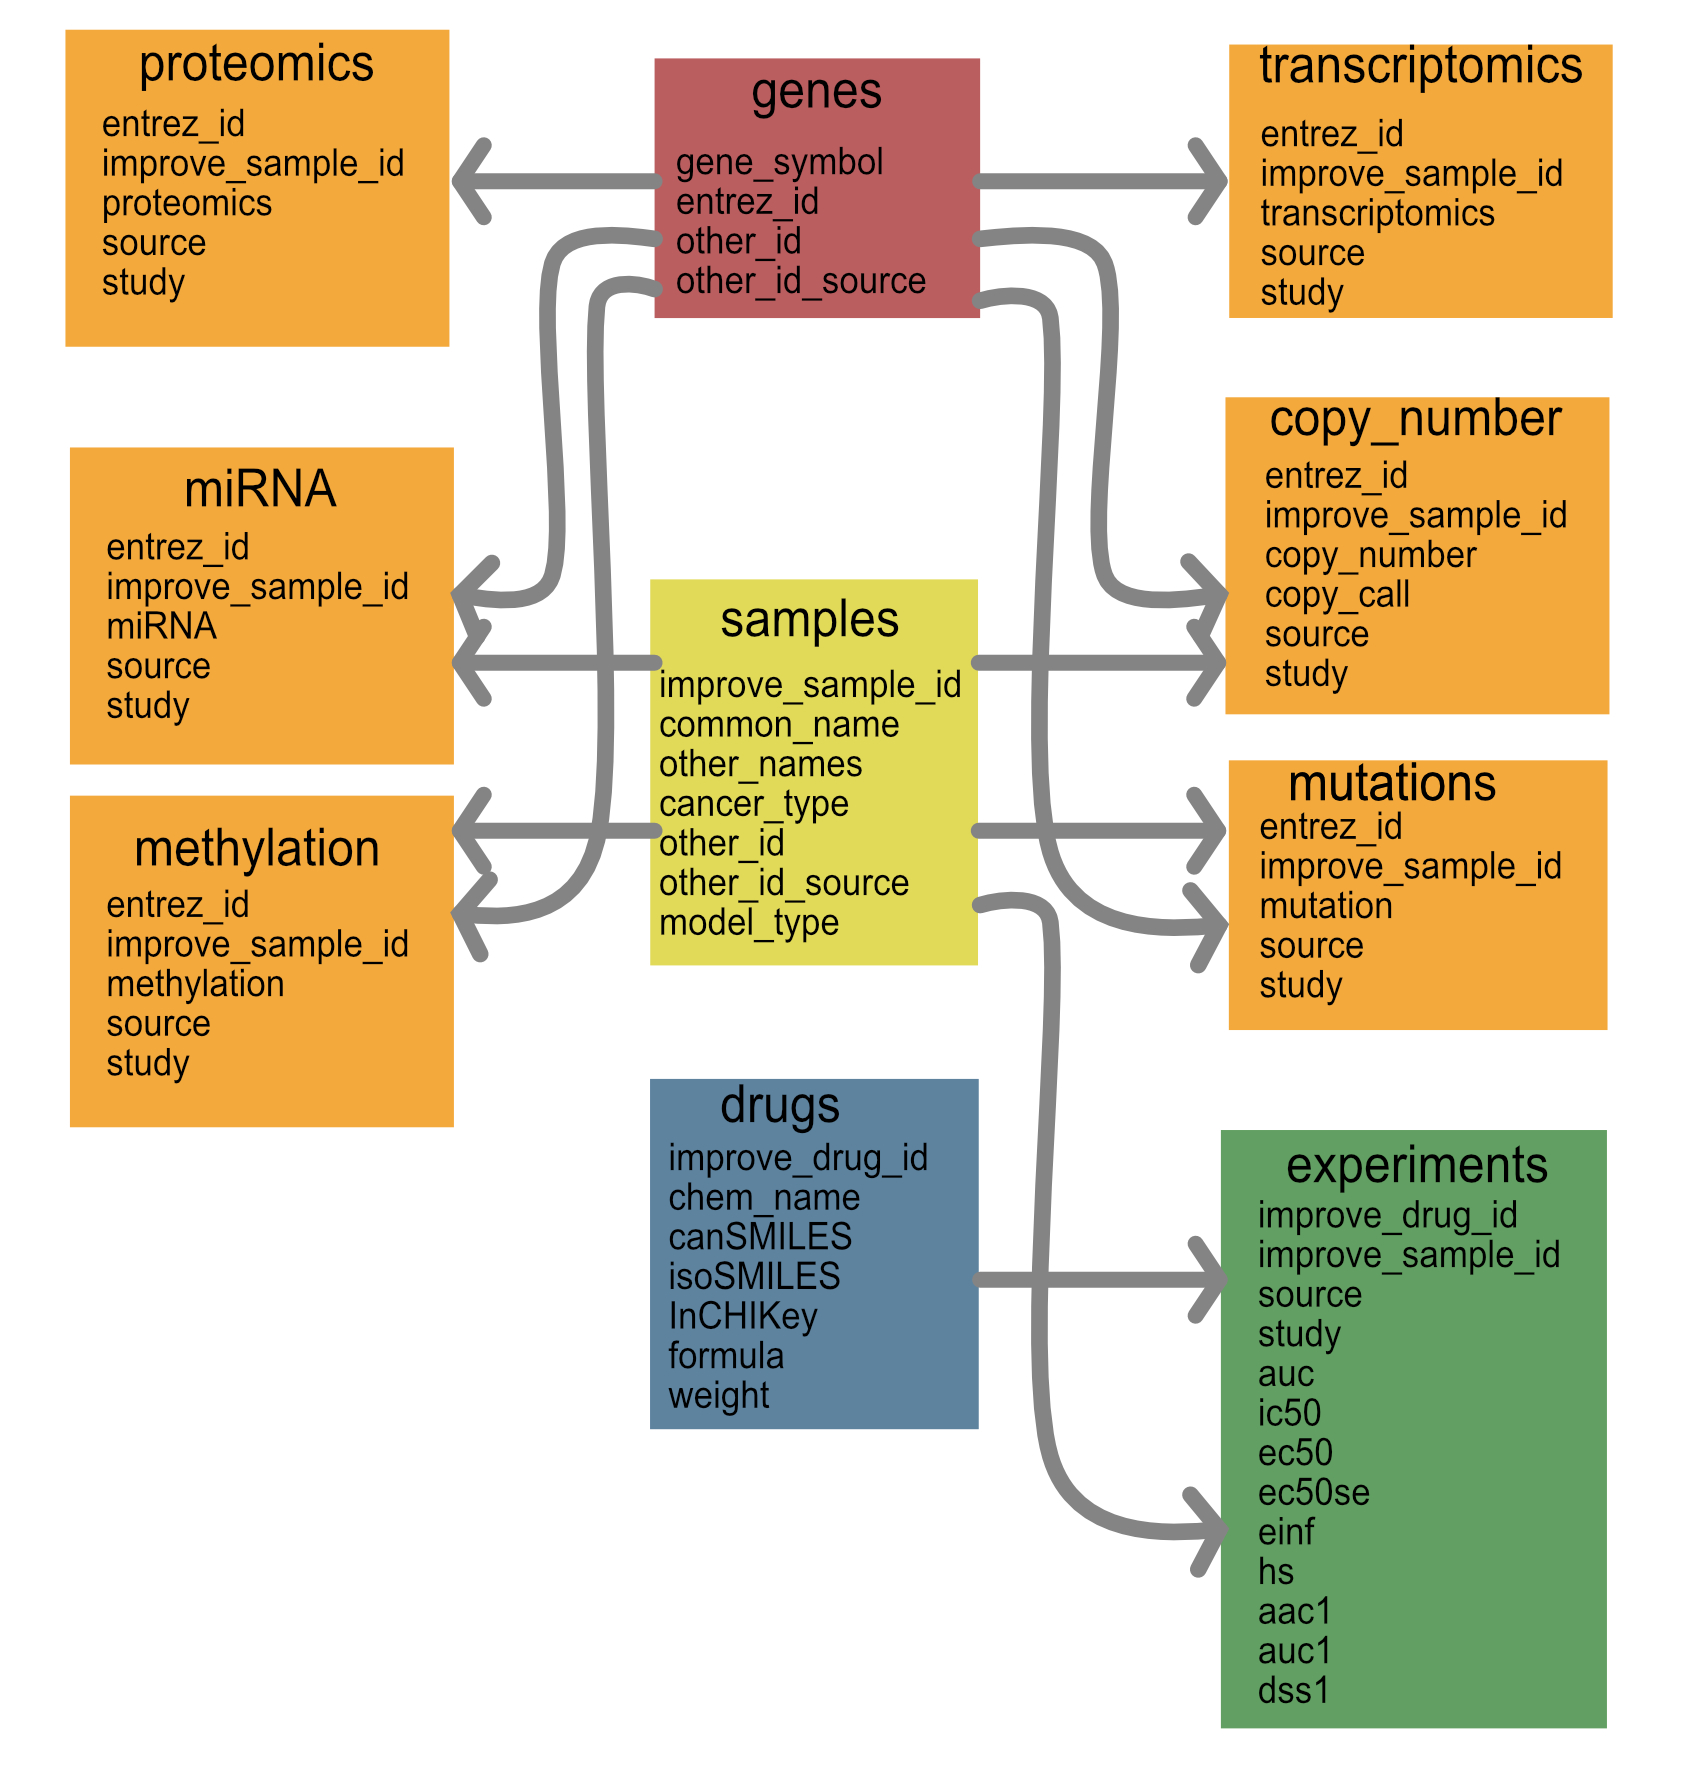 proteomics
entrez_id
improve_sample_id
proteomics
source
study
genes
gene_symbol
entrez_id
other_id
other_id_source
transcriptomics
entrez_id
improve_sample_id
transcriptomics
source
study
miRNA
entrez_id
improve_sample_id
miRNA
source
study
samples
improve_sample_id
common_name
other_names
cancer_type
other_id
other_id_source
model_type
copy_number
entrez_id
improve_sample_id
copy_number
copy_call
source
study
methylation
entrez_id
improve_sample_id
methylation
source
study
mutations
entrez_id
improve_sample_id
mutation
source
study
drugs
improve_drug_id
chem_name
canSMILES
isoSMILES
InCHIKey
formula
weight
experiments
improve_drug_id
improve_sample_id
source
study
auc
ic50
ec50
ec50se
einf
hs
aac1
auc1
dss1